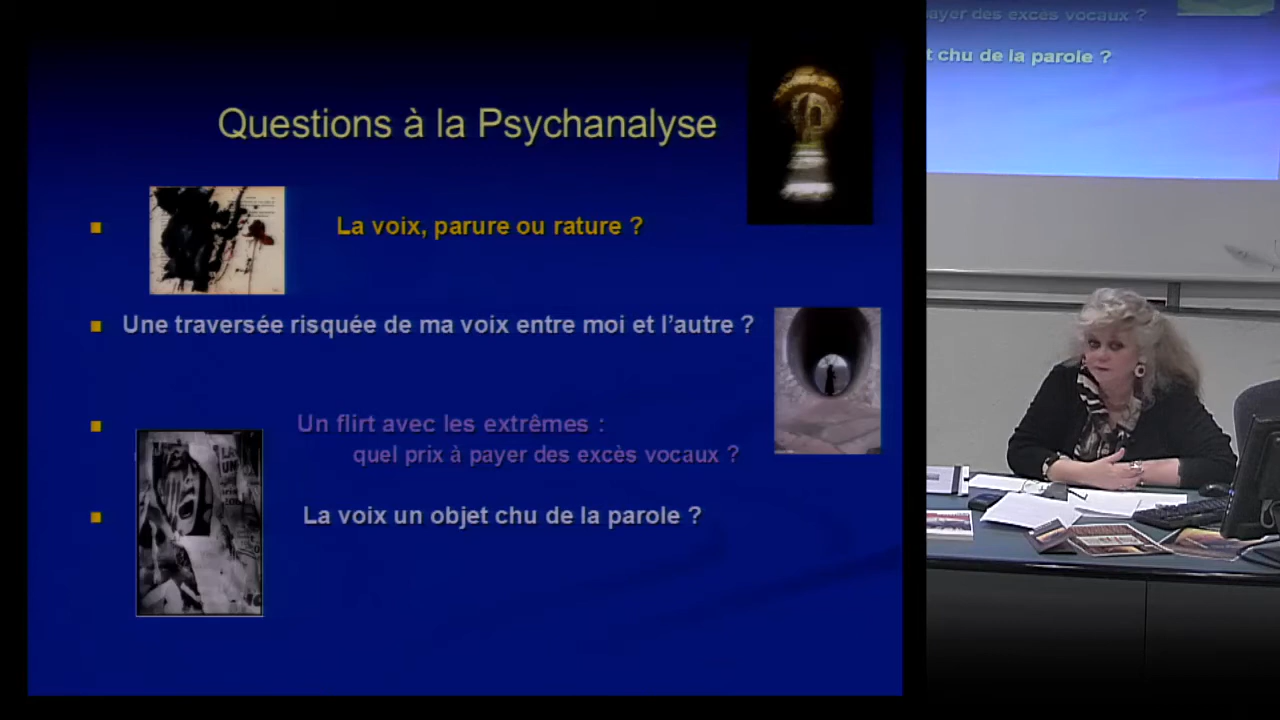 Questions à la Psychanalyse
La voix, parure ou rature ?
Une traversée risquée de ma voix entre moi et l’autre ?
Un flirt avec les extrêmes :
quel prix à payer des excès vocaux ?
La voix un objet chu de la parole ?
payer des excès vocaux ?
t chu de la parole ?